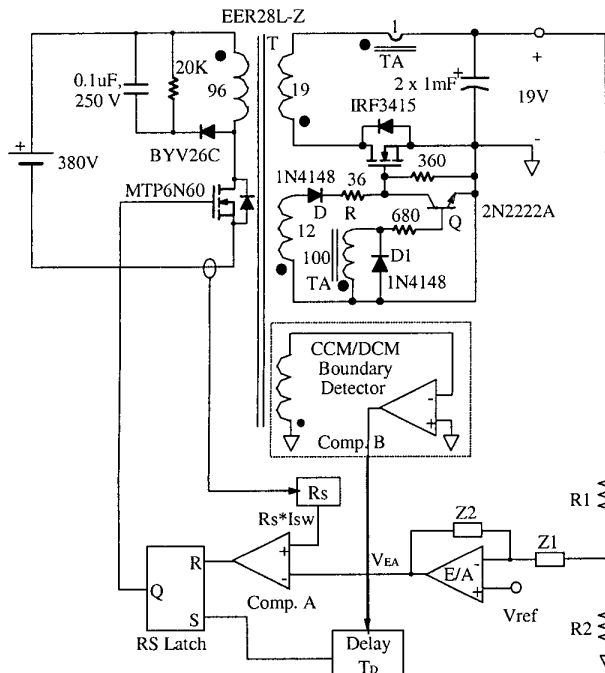 EER28L-Z
T
1
TA
0.1uF,
250 V
20K
96
19
2 x 1mF
+
+
19V
-
IRF3415
BYV26C
+
380V
360
MTP6N60
1N4148
36
D
R
2N2222A
Q
680
12
100
D1
TA
1N4148
CCM/DCM
Boundary
Detector
-
+
Comp. B
Rs
R1
Rs*Isw
Z2
+
-
VEA
Z1
R
E/A
-
+
Q
Comp. A
Vref
S
R2
RS Latch
Delay
TD